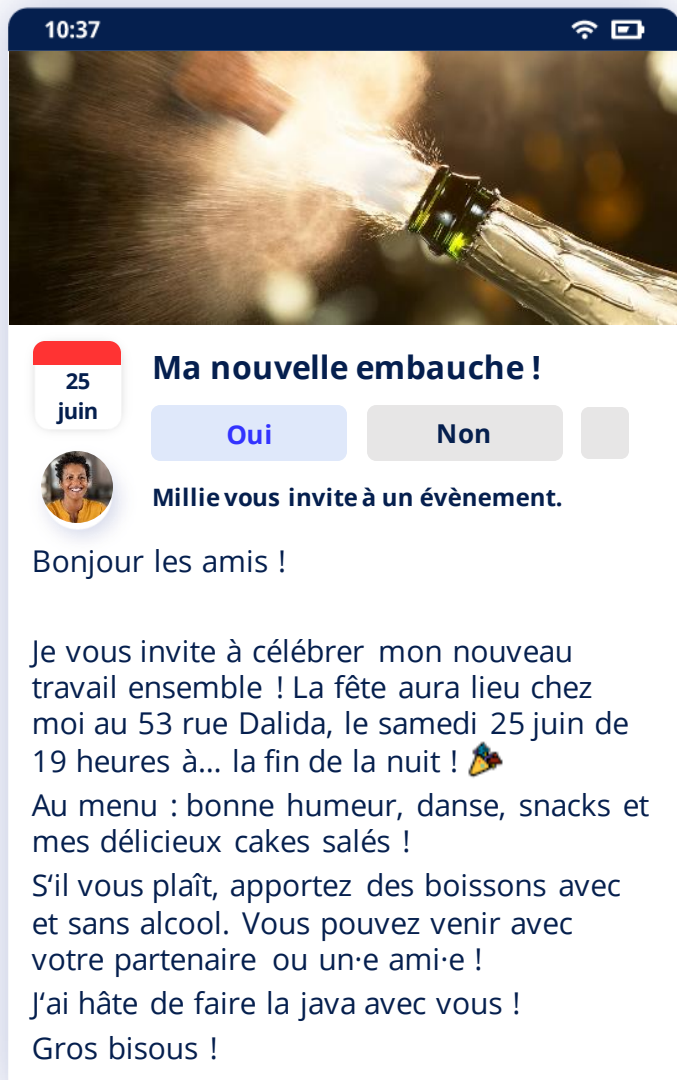 10:37
25
juin
Ma nouvelle embauche !
Oui
Non
Millie vous invite à un évènement.
Bonjour les amis !
Je vous invite à célébrer mon nouveau
travail ensemble ! La fête aura lieu chez
moi au 53 rue Dalida, le samedi 25 juin de
19 heures à... la fin de la nuit ! 🎉
Au menu : bonne humeur, danse, snacks et
mes délicieux cakes salés !
S‘il vous plaît, apportez des boissons avec
et sans alcool. Vous pouvez venir avec
votre partenaire ou un·e ami·e !
J‘ai hâte de faire la java avec vous !
Gros bisous !